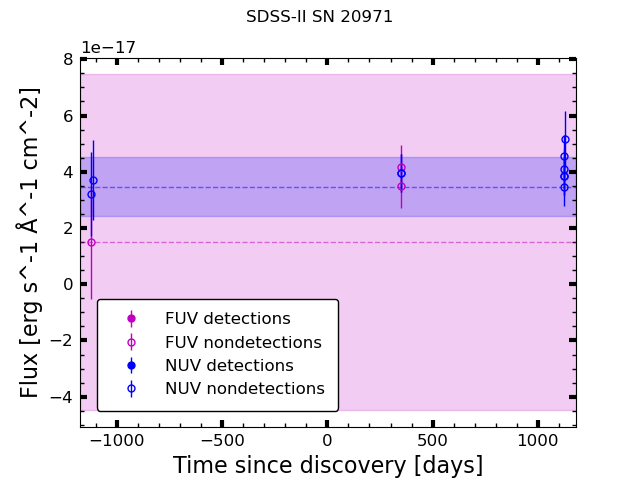 SDSS-II SN 20971
1e−17
8
6
4
2
0
−2
−4
Flux [erg s^-1 Å^-1 cm^-2]
FUV detections
FUV nondetections
NUV detections
NUV nondetections
−1000 −500 0 500 1000
Time since discovery [days]